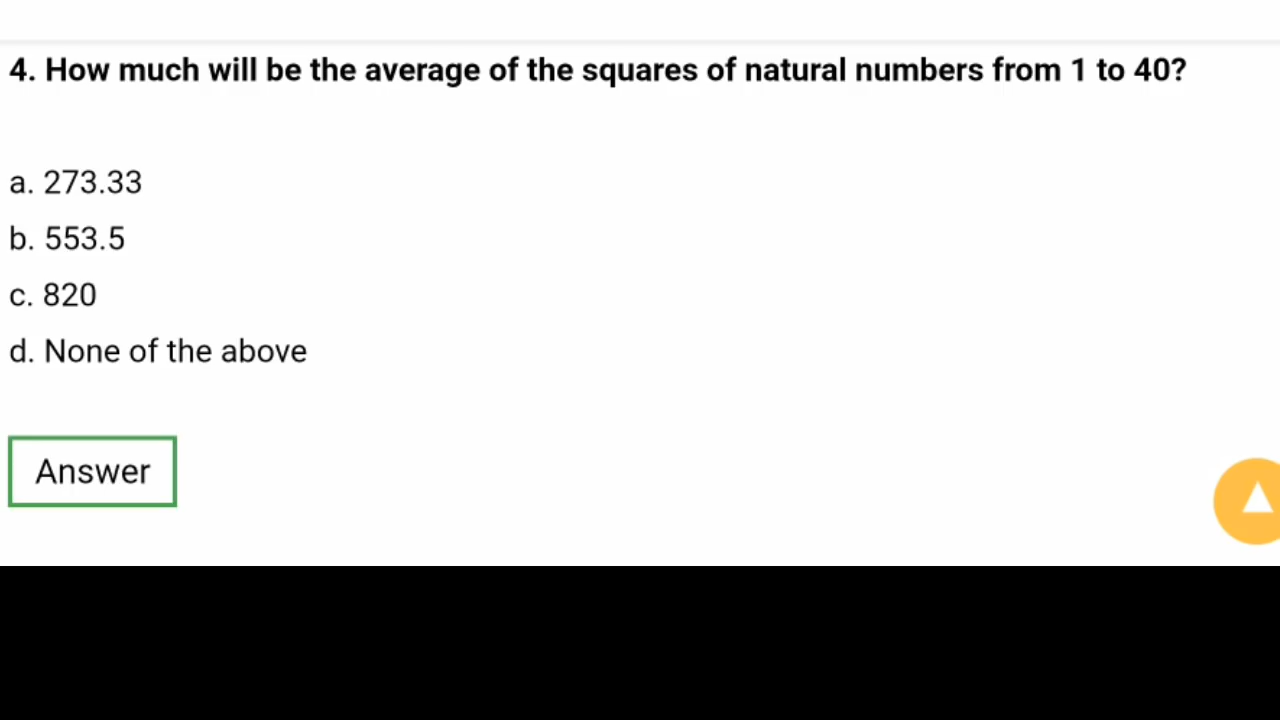 4. How much will be the average of the squares of natural numbers from 1 to 40?
a. 273.33
b. 553.5
c. 820
d. None of the above
Answer